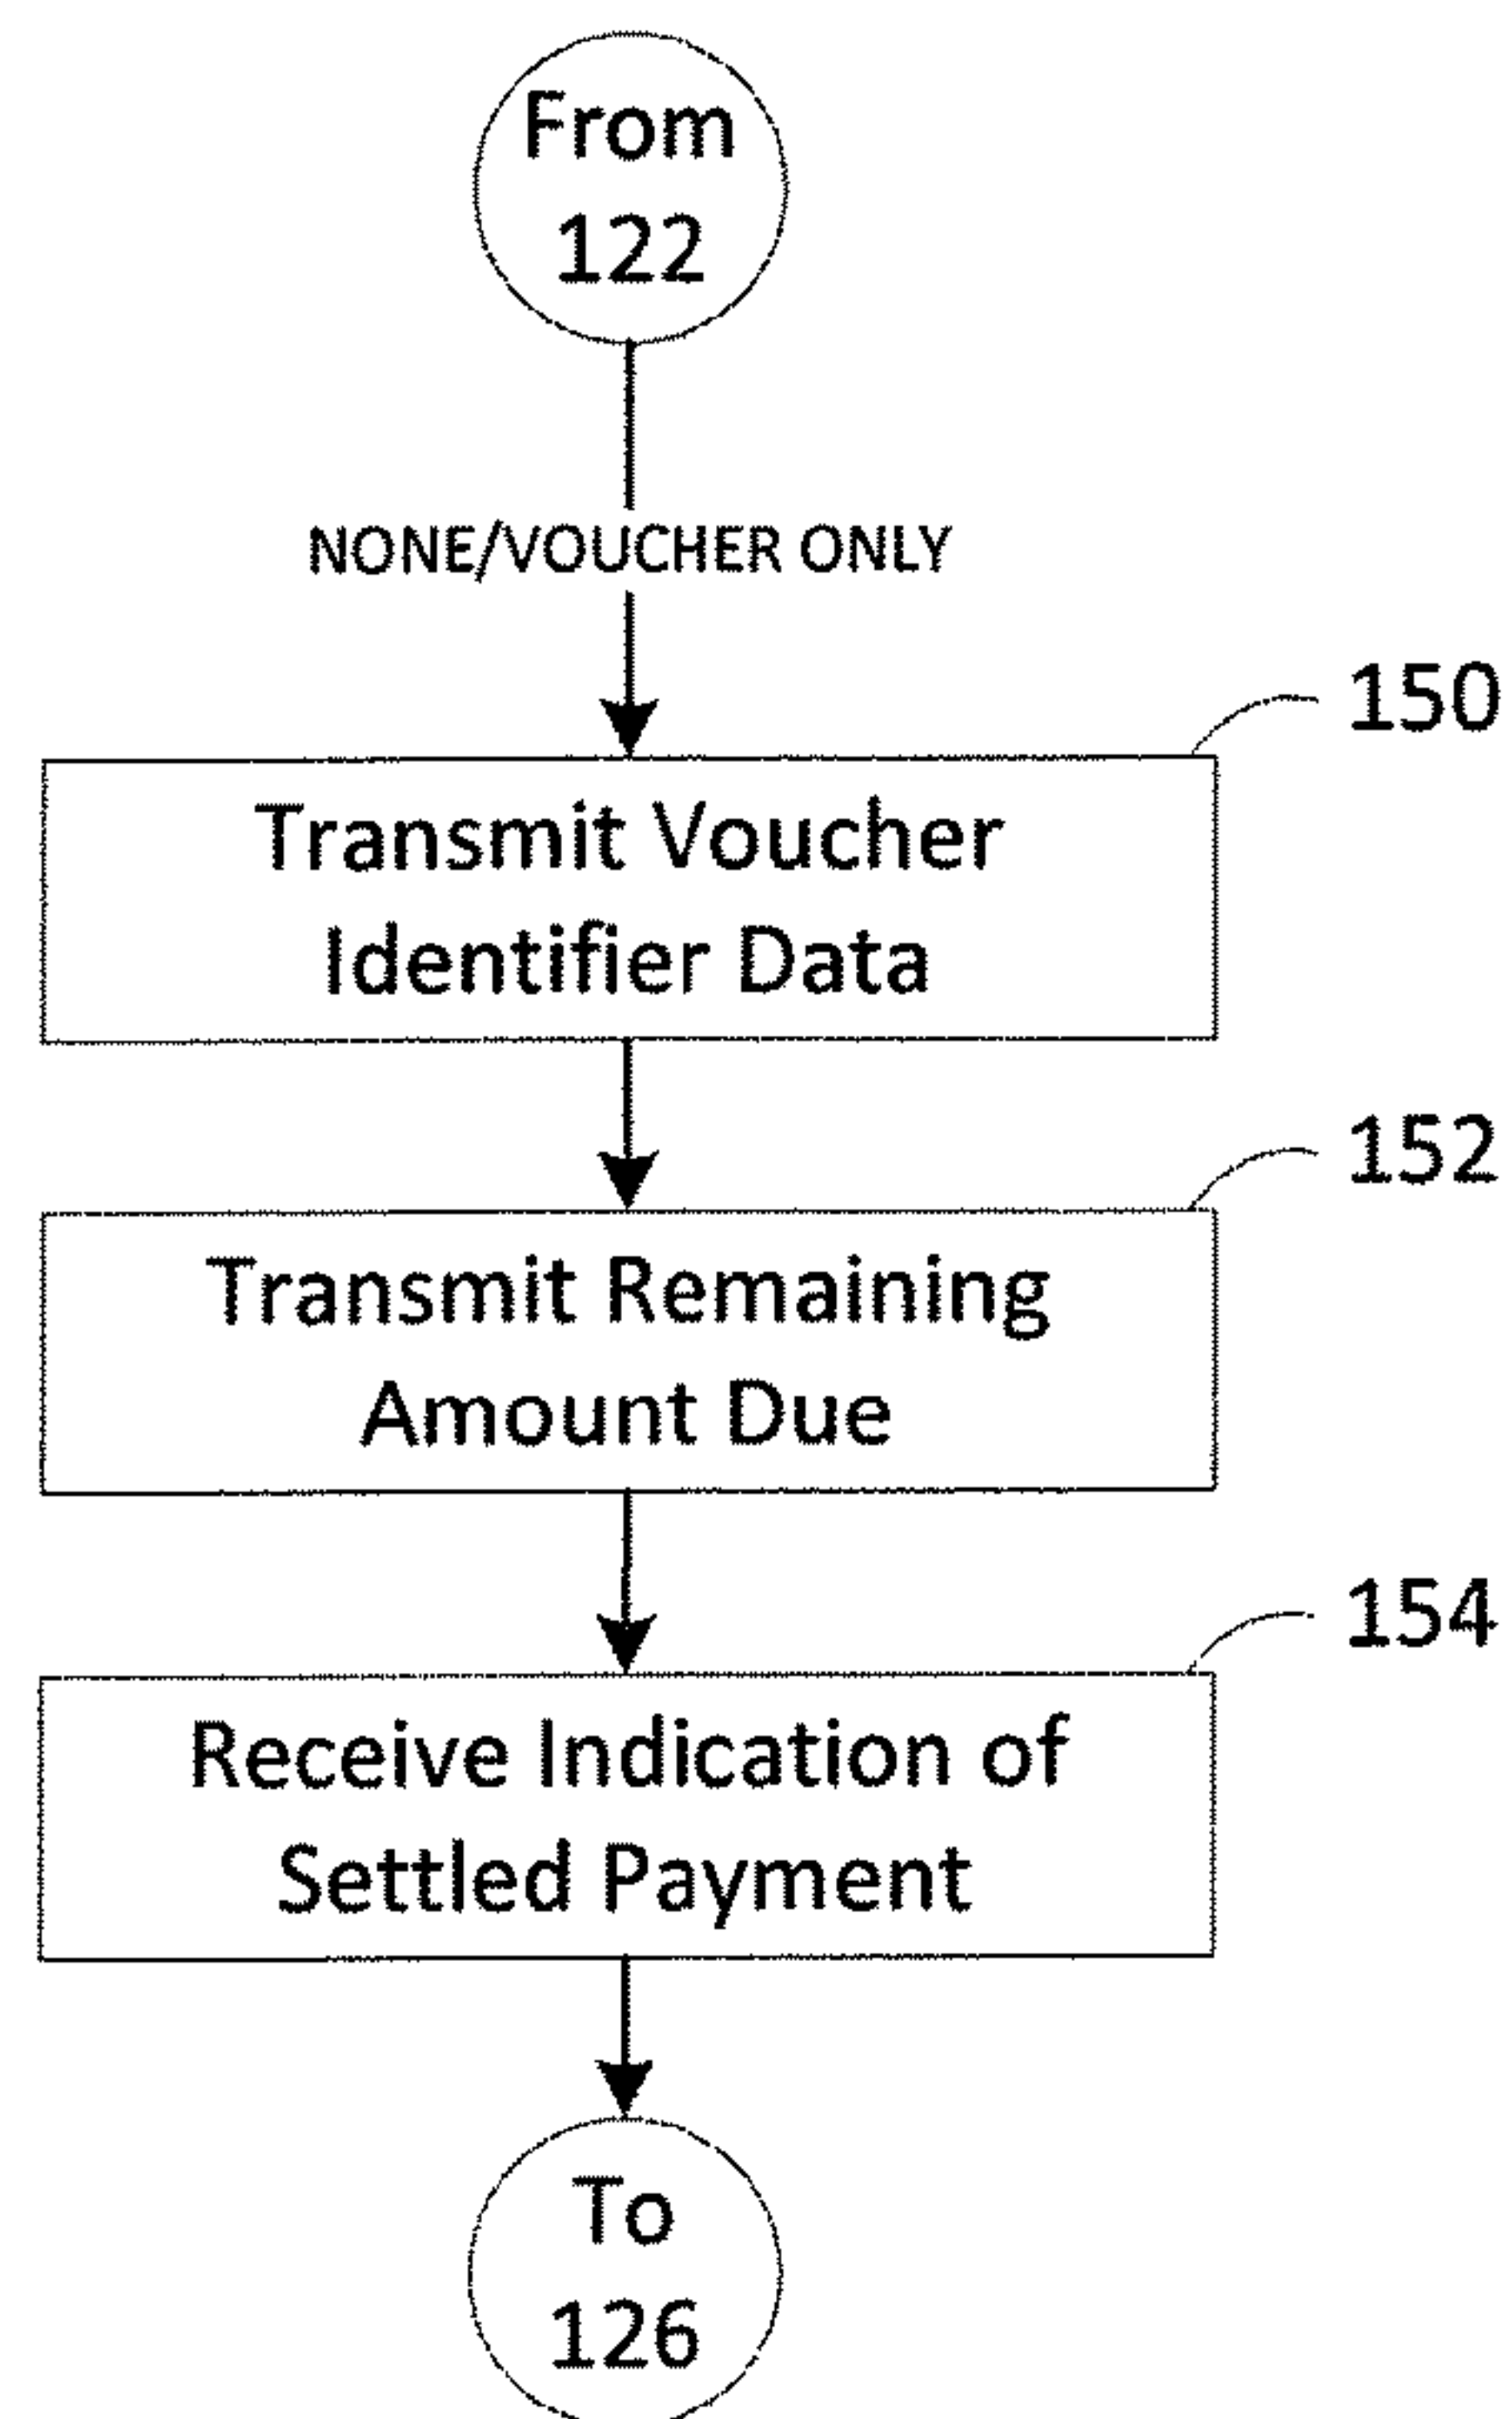 From
122
NONE/VOUCHER ONLY
150
Transmit Voucher
Identifier Data
152
Transmit Remaining
Amount Due
154
Receive Indication of
Settled Payment
To
126